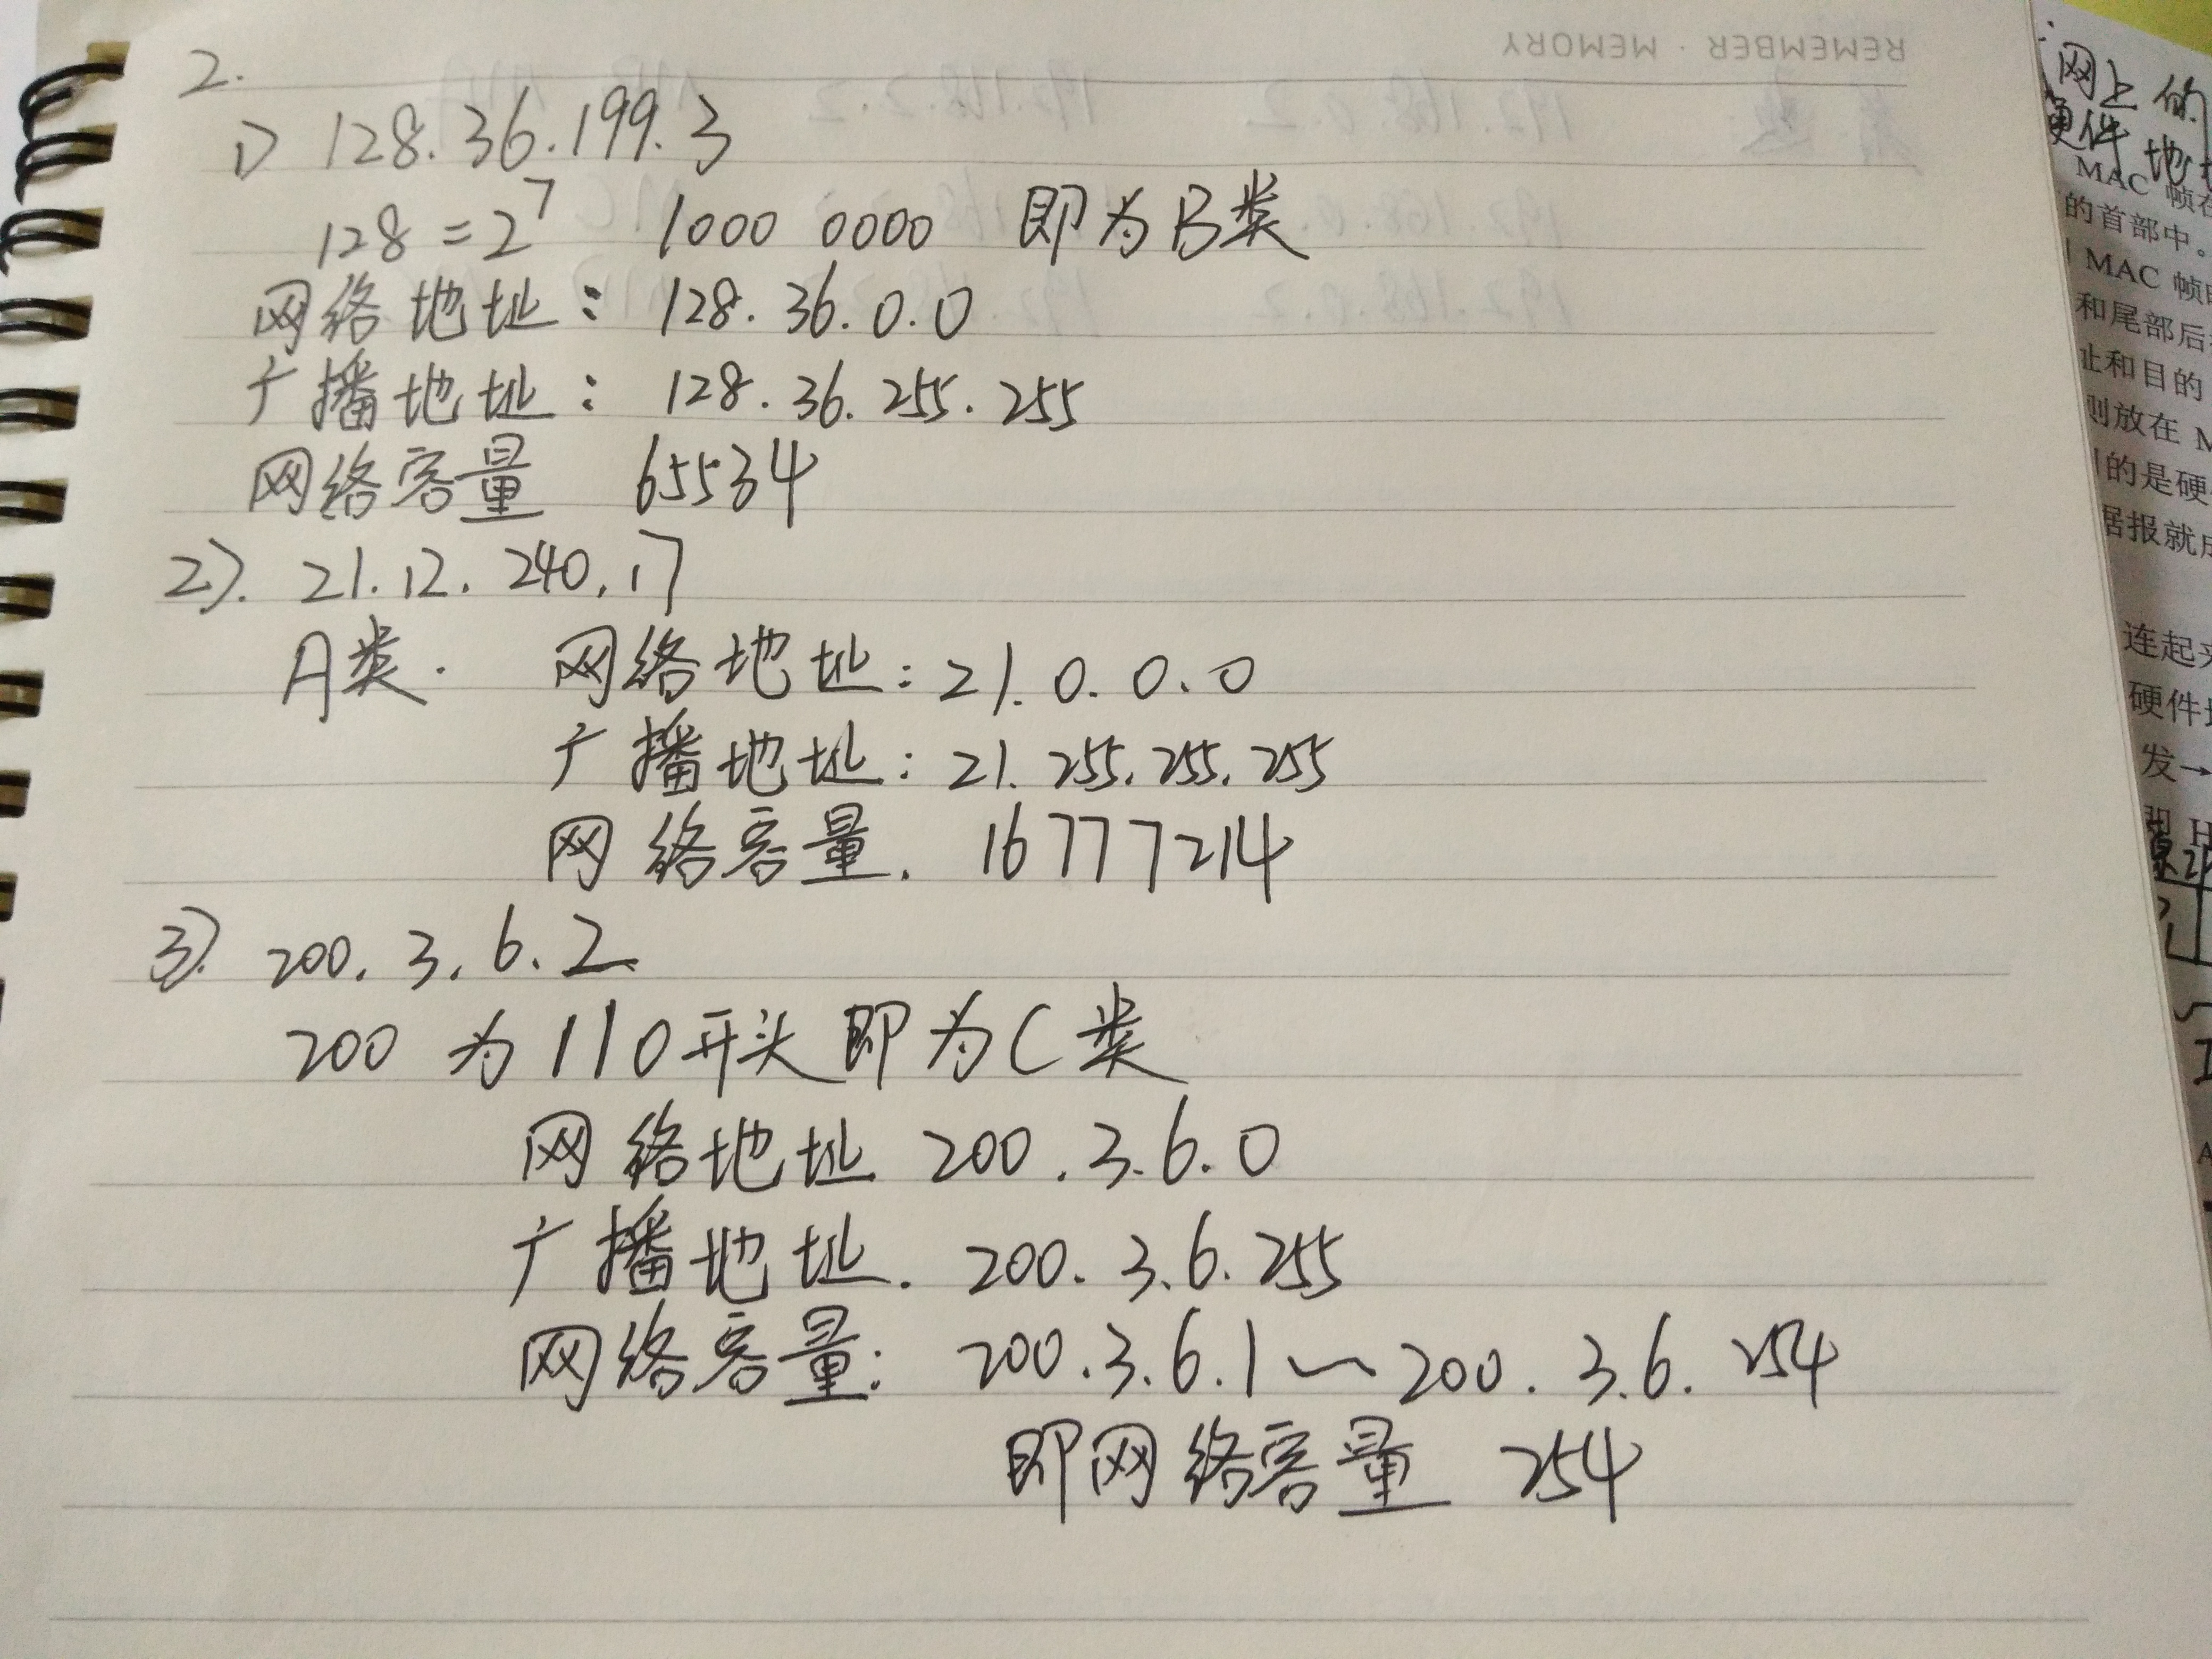 REMEMBER · MEMORY
2.
1) 128.36.199.3
128 = 2^7 1000 0000 即为B类
网络地址: 128.36.0.0
广播地址: 128.36.255.255
网络容量 65534
2). 21.12.240.17
A类. 网络地址: 21.0.0.0
广播地址: 21.255.255.255
网络容量. 16777214
3). 200.3.6.2
200 为110开头即为C类
网络地址 200.3.6.0
广播地址. 200.3.6.255
网络容量: 200.3.6.1~200.3.6.254
即网络容量 254
网上的
硬件地
MAC 帧在
的首部中。
MAC 帧
和尾部后
址和目的
则放在 M
的是硬
居报就
连起来
硬件
发→